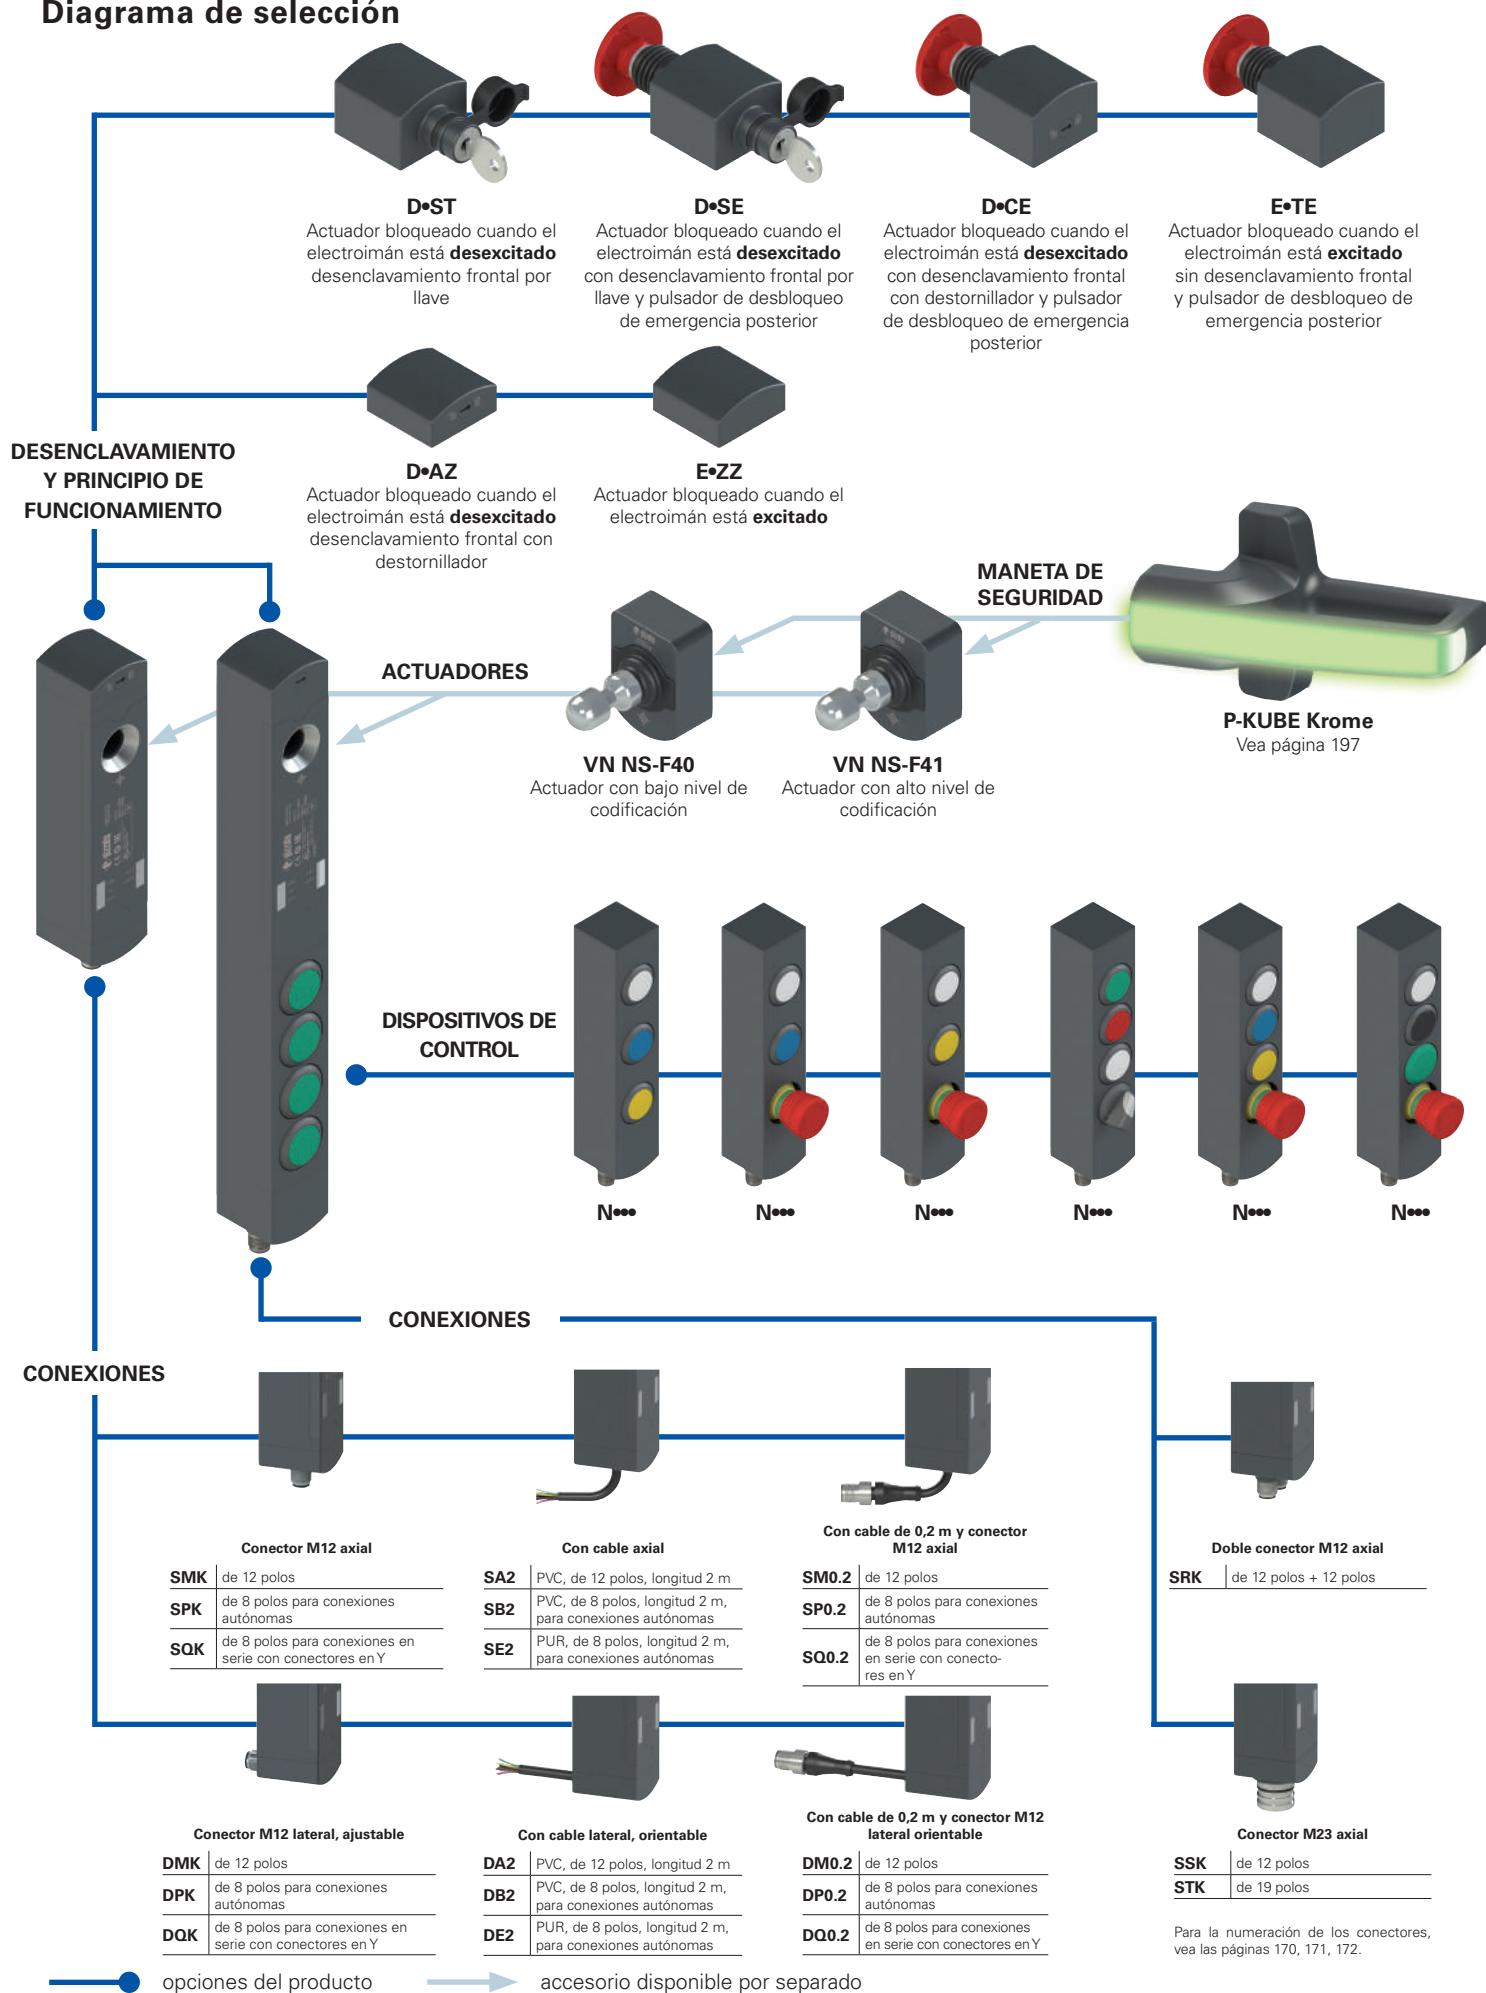 Diagrama de selección
D•ST
Actuador bloqueado cuando el
electroimán está desexcitado
desenclavamiento frontal por
llave
D•SE
Actuador bloqueado cuando el
electroimán está desexcitado
con desenclavamiento frontal por
llave y pulsador de desbloqueo
de emergencia posterior
D•CE
Actuador bloqueado cuando el
electroimán está desexcitado
con desenclavamiento frontal
con destornillador y pulsador
de desbloqueo de emergencia
posterior
E•TE
Actuador bloqueado cuando el
electroimán está excitado
sin desenclavamiento frontal
y pulsador de desbloqueo de
emergencia posterior
DESENCLAVAMIENTO
Y PRINCIPIO DE
FUNCIONAMIENTO
D•AZ
Actuador bloqueado cuando el
electroimán está desexcitado
desenclavamiento frontal con
destornillador
E•ZZ
Actuador bloqueado cuando el
electroimán está excitado
MANETA DE
SEGURIDAD
P-KUBE Krome
Vea página 197
ACTUADORES
VN NS-F40
Actuador con bajo nivel de
codificación
VN NS-F41
Actuador con alto nivel de
codificación
DISPOSITIVOS DE
CONTROL
N•••
N•••
N•••
N•••
N•••
N•••
CONEXIONES
CONEXIONES
Conector M12 axial
SMK de 12 polos
SPK de 8 polos para conexiones
autónomas
SQK de 8 polos para conexiones en
serie con conectores en Y
Con cable axial
SA2 PVC, de 12 polos, longitud 2 m
SB2 PVC, de 8 polos, longitud 2 m,
para conexiones autónomas
SE2 PUR, de 8 polos, longitud 2 m,
para conexiones autónomas
Con cable de 0,2 m y conector
M12 axial
SM0.2 de 12 polos
SP0.2 de 8 polos para conexiones
autónomas
SQ0.2 de 8 polos para conexiones
en serie con conecto-
res en Y
Doble conector M12 axial
SRK de 12 polos + 12 polos
Conector M12 lateral, ajustable
DMK de 12 polos
DPK de 8 polos para conexiones
autónomas
DQK de 8 polos para conexiones en
serie con conectores en Y
Con cable lateral, orientable
DA2 PVC, de 12 polos, longitud 2 m
DB2 PVC, de 8 polos, longitud 2 m,
para conexiones autónomas
DE2 PUR, de 8 polos, longitud 2 m,
para conexiones autónomas
Con cable de 0,2 m y conector M12
lateral orientable
DM0.2 de 12 polos
DP0.2 de 8 polos para conexiones
autónomas
DQ0.2 de 8 polos para conexiones
en serie con conectores en Y
Conector M23 axial
SSK de 12 polos
STK de 19 polos
Para la numeración de los conectores,
vea las páginas 170, 171, 172.
opciones del producto
accesorio disponible por separado